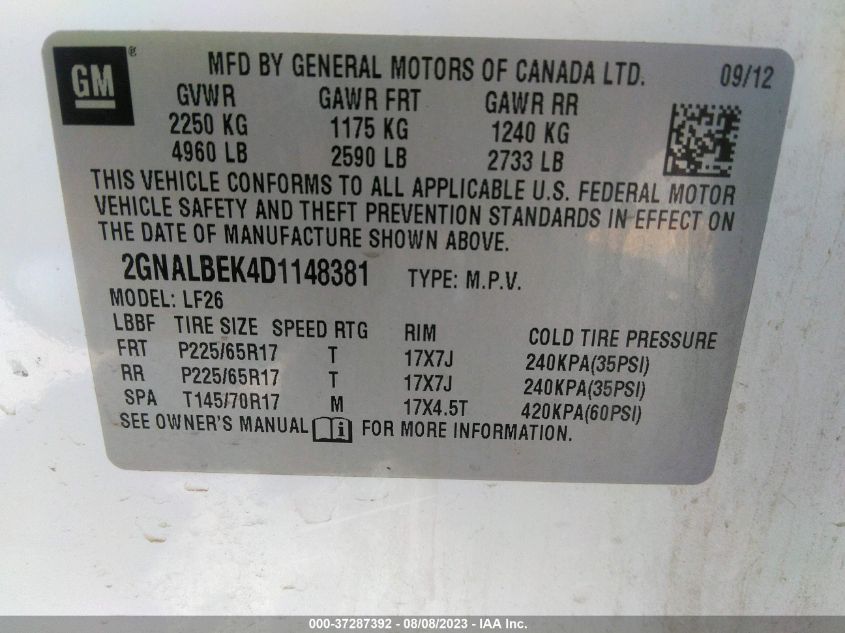 GM ® MFD BY GENERAL MOTORS OF CANADA LTD. 09/12
GVWR GAWR FRT GAWR RR
2250 KG 1175 KG 1240 KG
4960 LB 2590 LB 2733 LB
THIS VEHICLE CONFORMS TO ALL APPLICABLE U.S. FEDERAL MOTOR
VEHICLE SAFETY AND THEFT PREVENTION STANDARDS IN EFFECT ON
THE DATE OF MANUFACTURE SHOWN ABOVE.
2GNALBEK4D1148381 TYPE: M.P.V.
MODEL: LF26
LBBF TIRE SIZE SPEED RTG RIM COLD TIRE PRESSURE
FRT P225/65R17 T 17X7J 240KPA(35PSI)
RR P225/65R17 T 17X7J 240KPA(35PSI)
SPA T145/70R17 M 17X4.5T 420KPA(60PSI)
SEE OWNER'S MANUAL i FOR MORE INFORMATION.
000-37287392 - 08/08/2023 - IAA Inc.